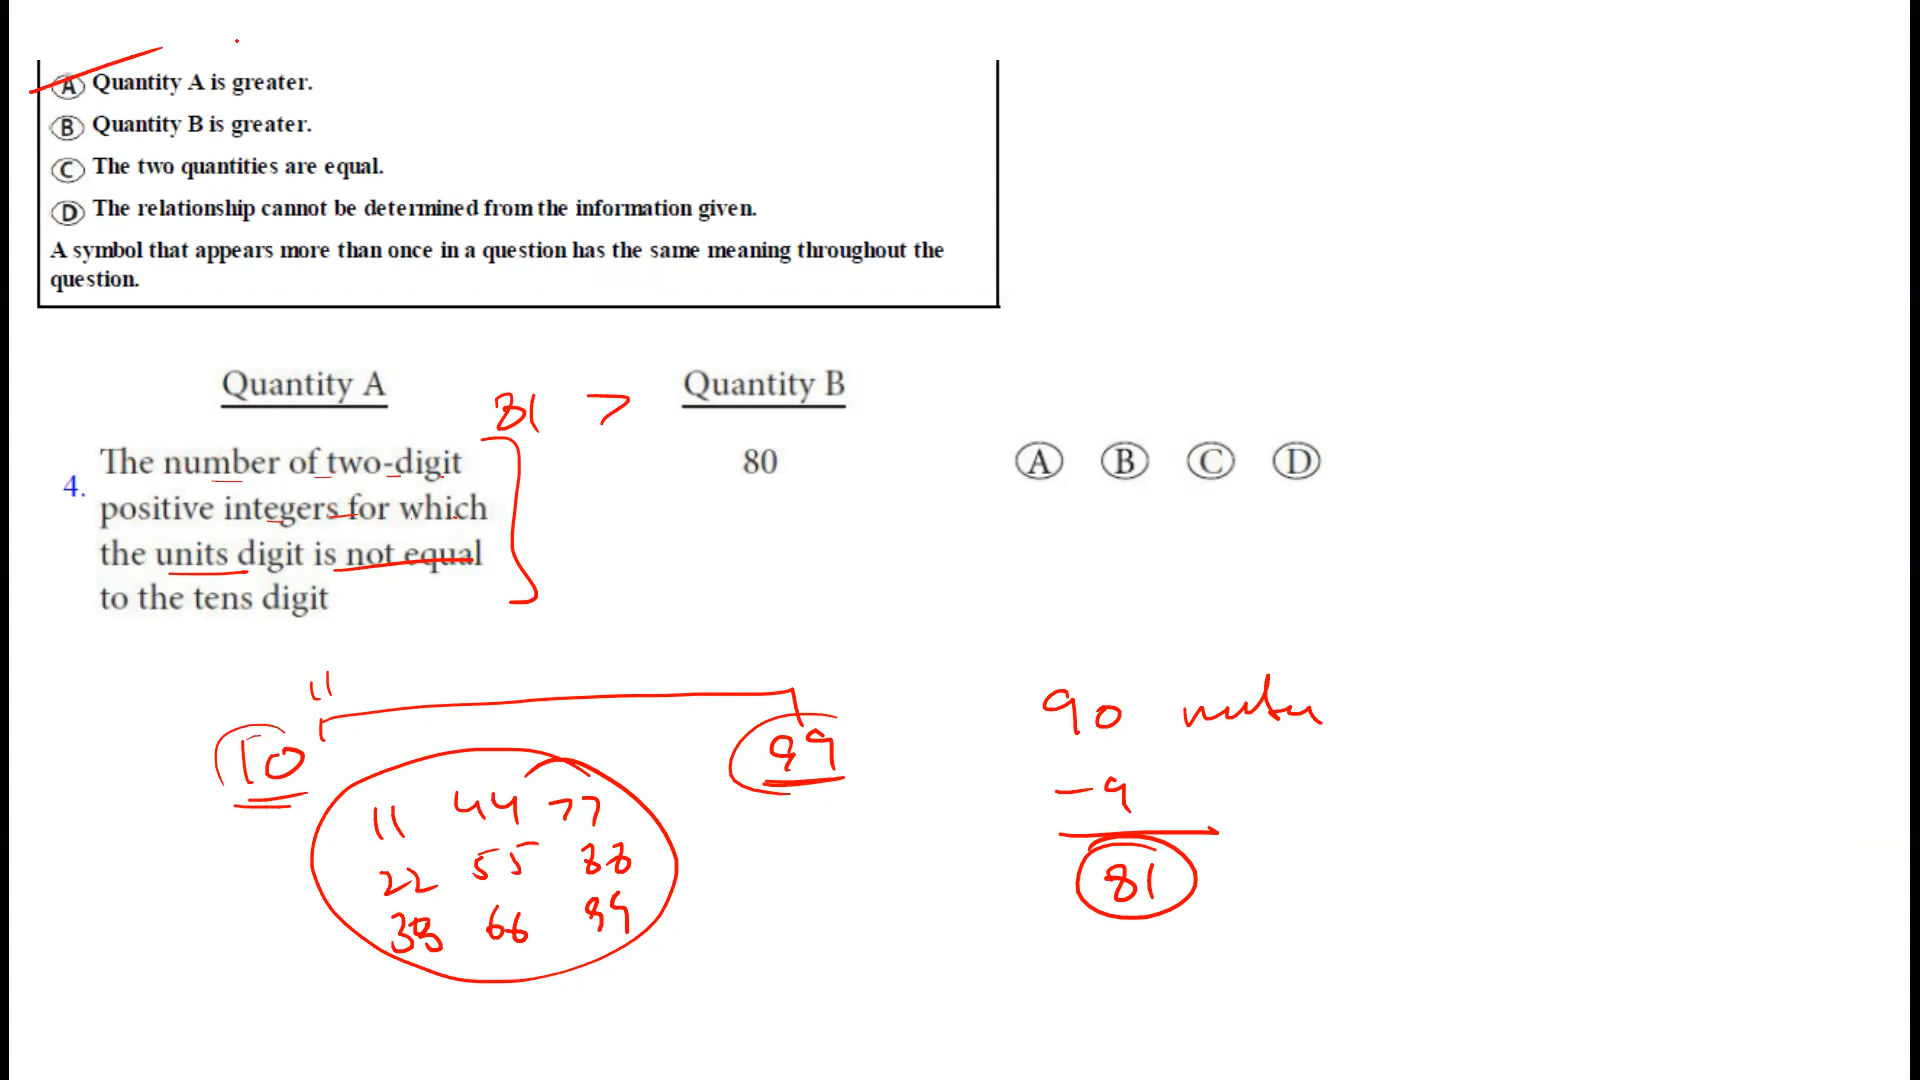 A Quantity A is greater.
B Quantity B is greater.
C The two quantities are equal.
D The relationship cannot be determined from the information given.
A symbol that appears more than once in a question has the same meaning throughout the
question.
Quantity A 81 > Quantity B
The number of two-digit 80 A B C D
4. positive integers for which
the units digit is not equal
to the tens digit
11
10 99
90
11 44 77
-9
22 55 88
81
33 66 99